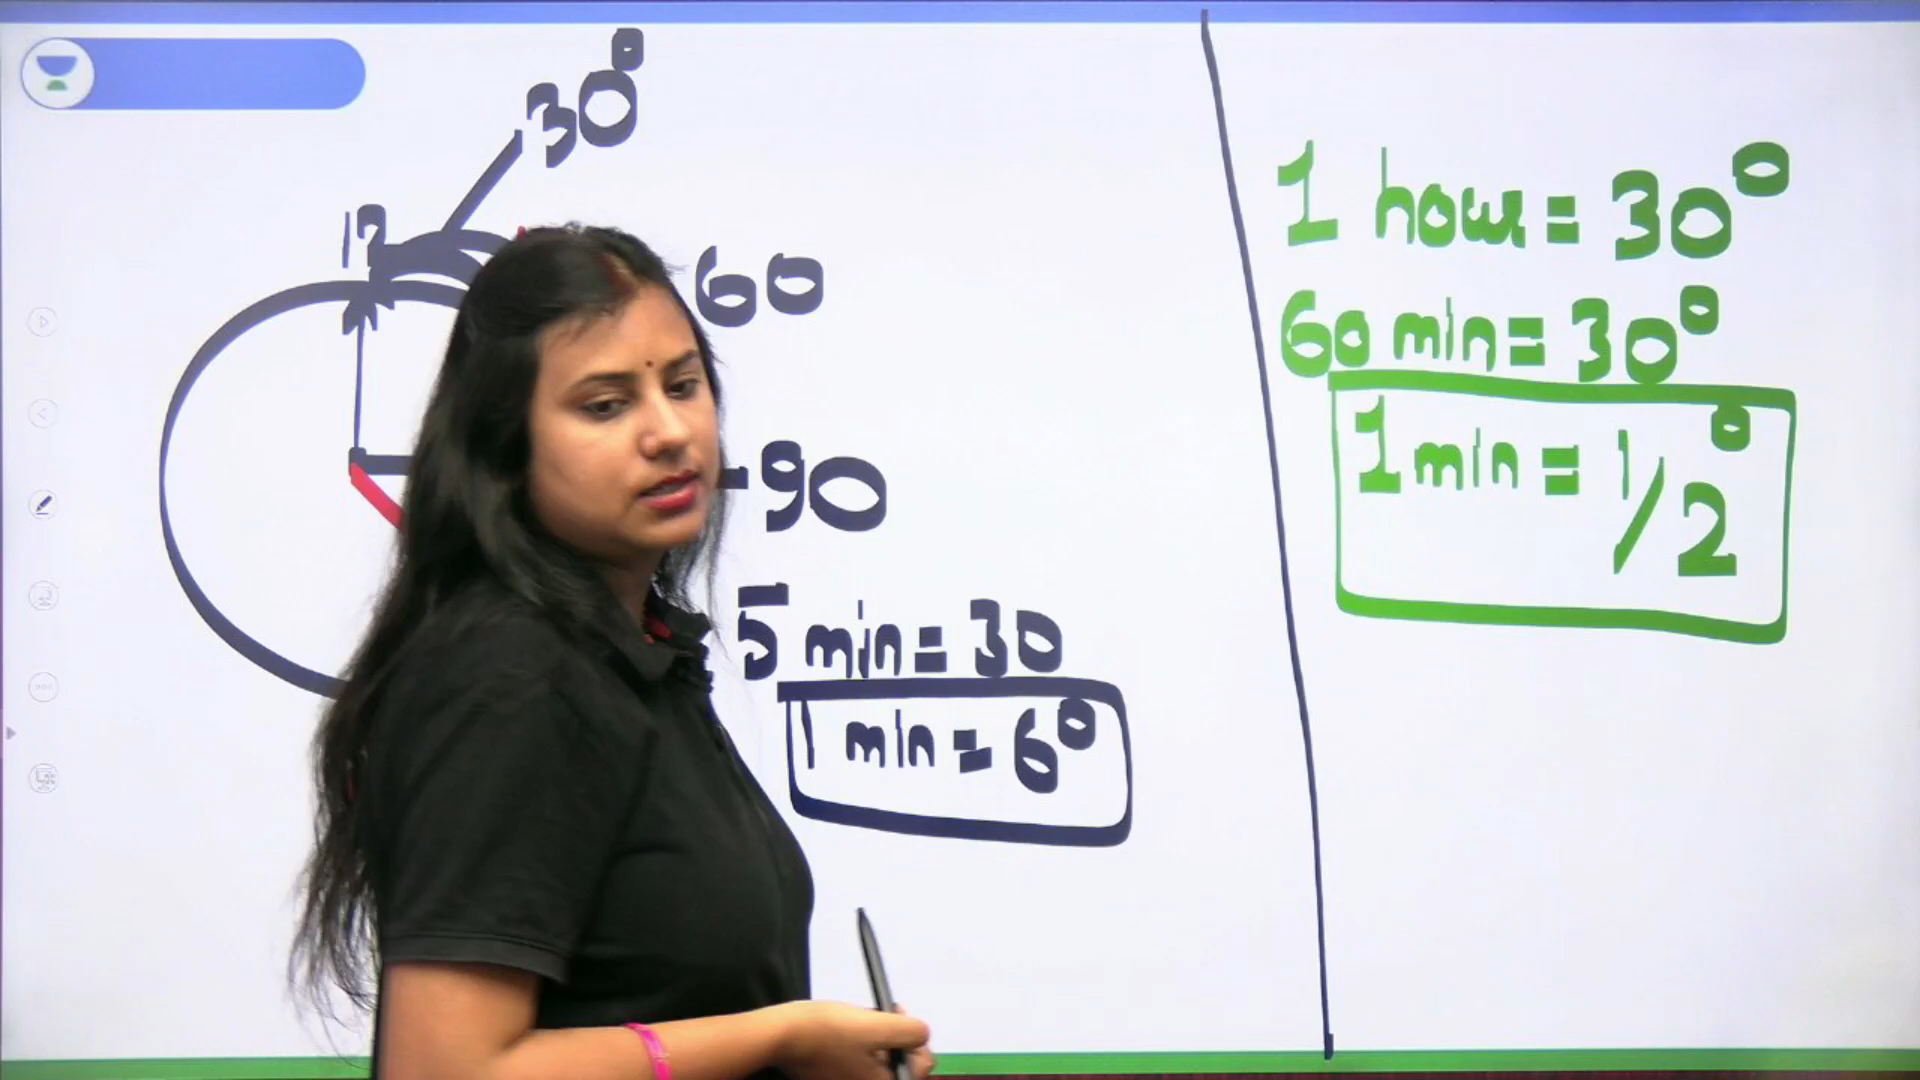 30°
12
60
90
5 min = 30
1 min = 6°
1 hour = 30°
60 min = 30°
1 min = 1/2°